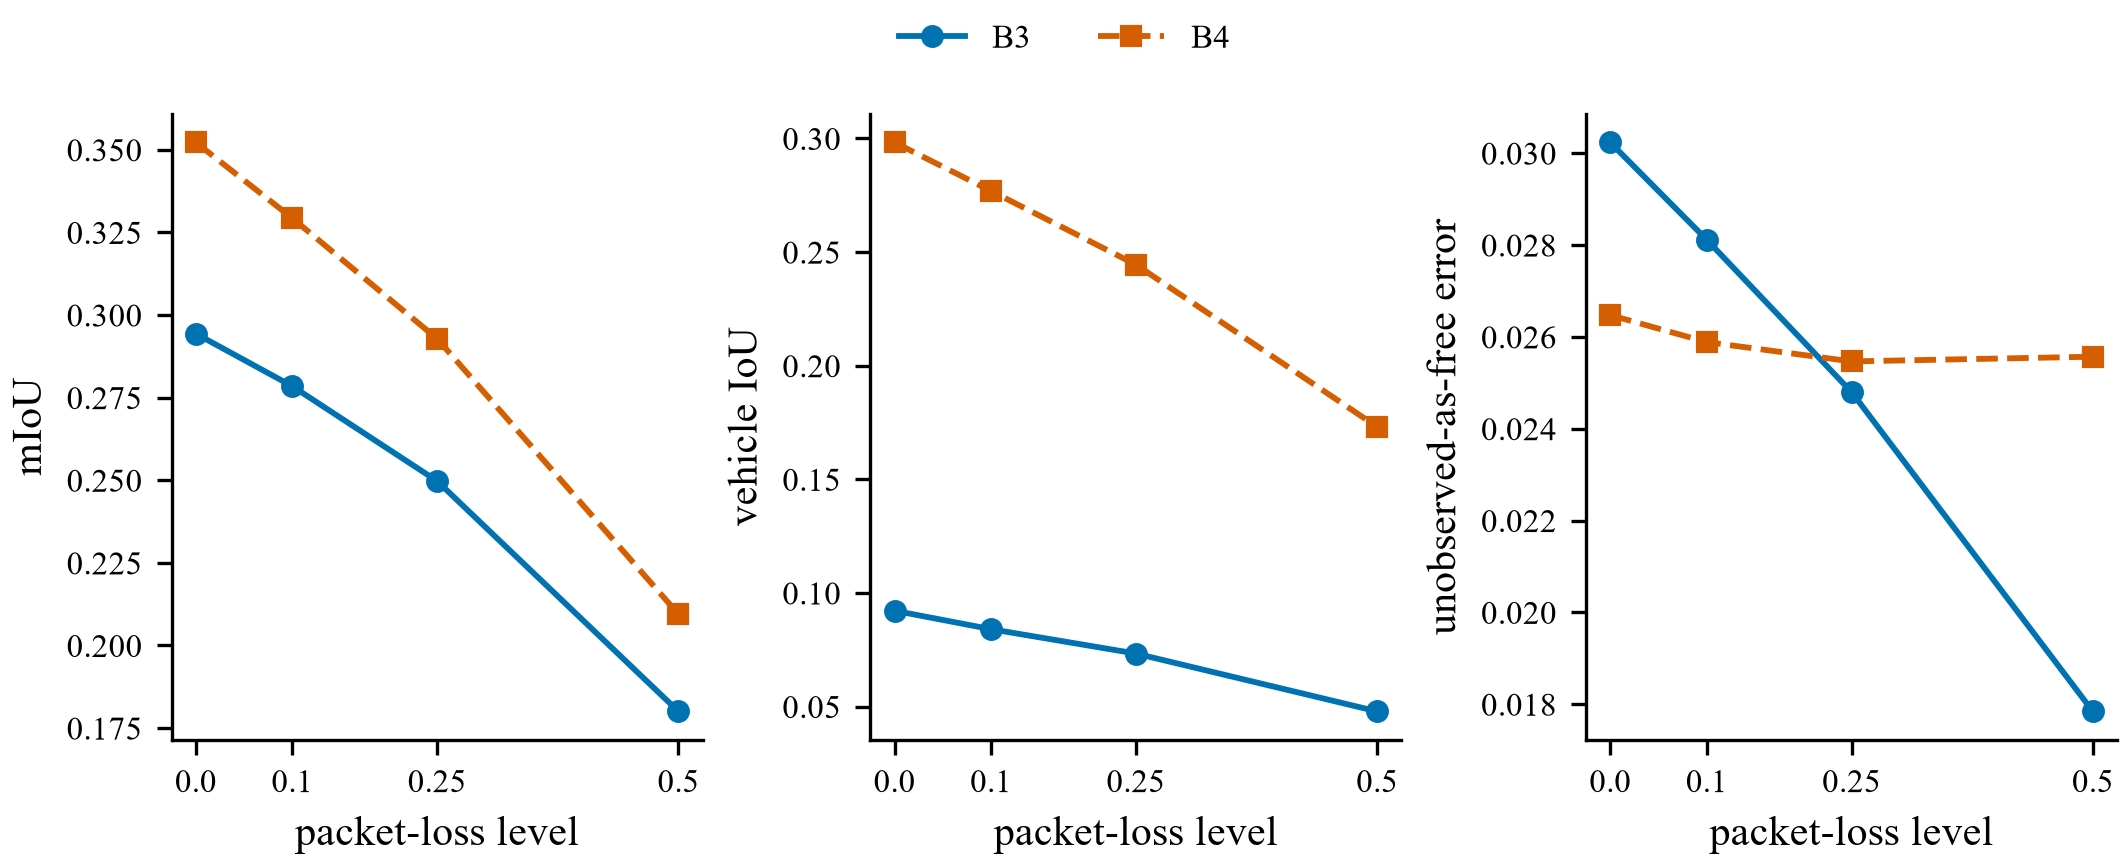 B3 B4
mIoU
0.350
0.325
0.300
0.275
0.250
0.225
0.200
0.175
0.0 0.1 0.25 0.5
packet-loss level
vehicle IoU
0.30
0.25
0.20
0.15
0.10
0.05
0.0 0.1 0.25 0.5
packet-loss level
unobserved-as-free error
0.030
0.028
0.026
0.024
0.022
0.020
0.018
0.0 0.1 0.25 0.5
packet-loss level